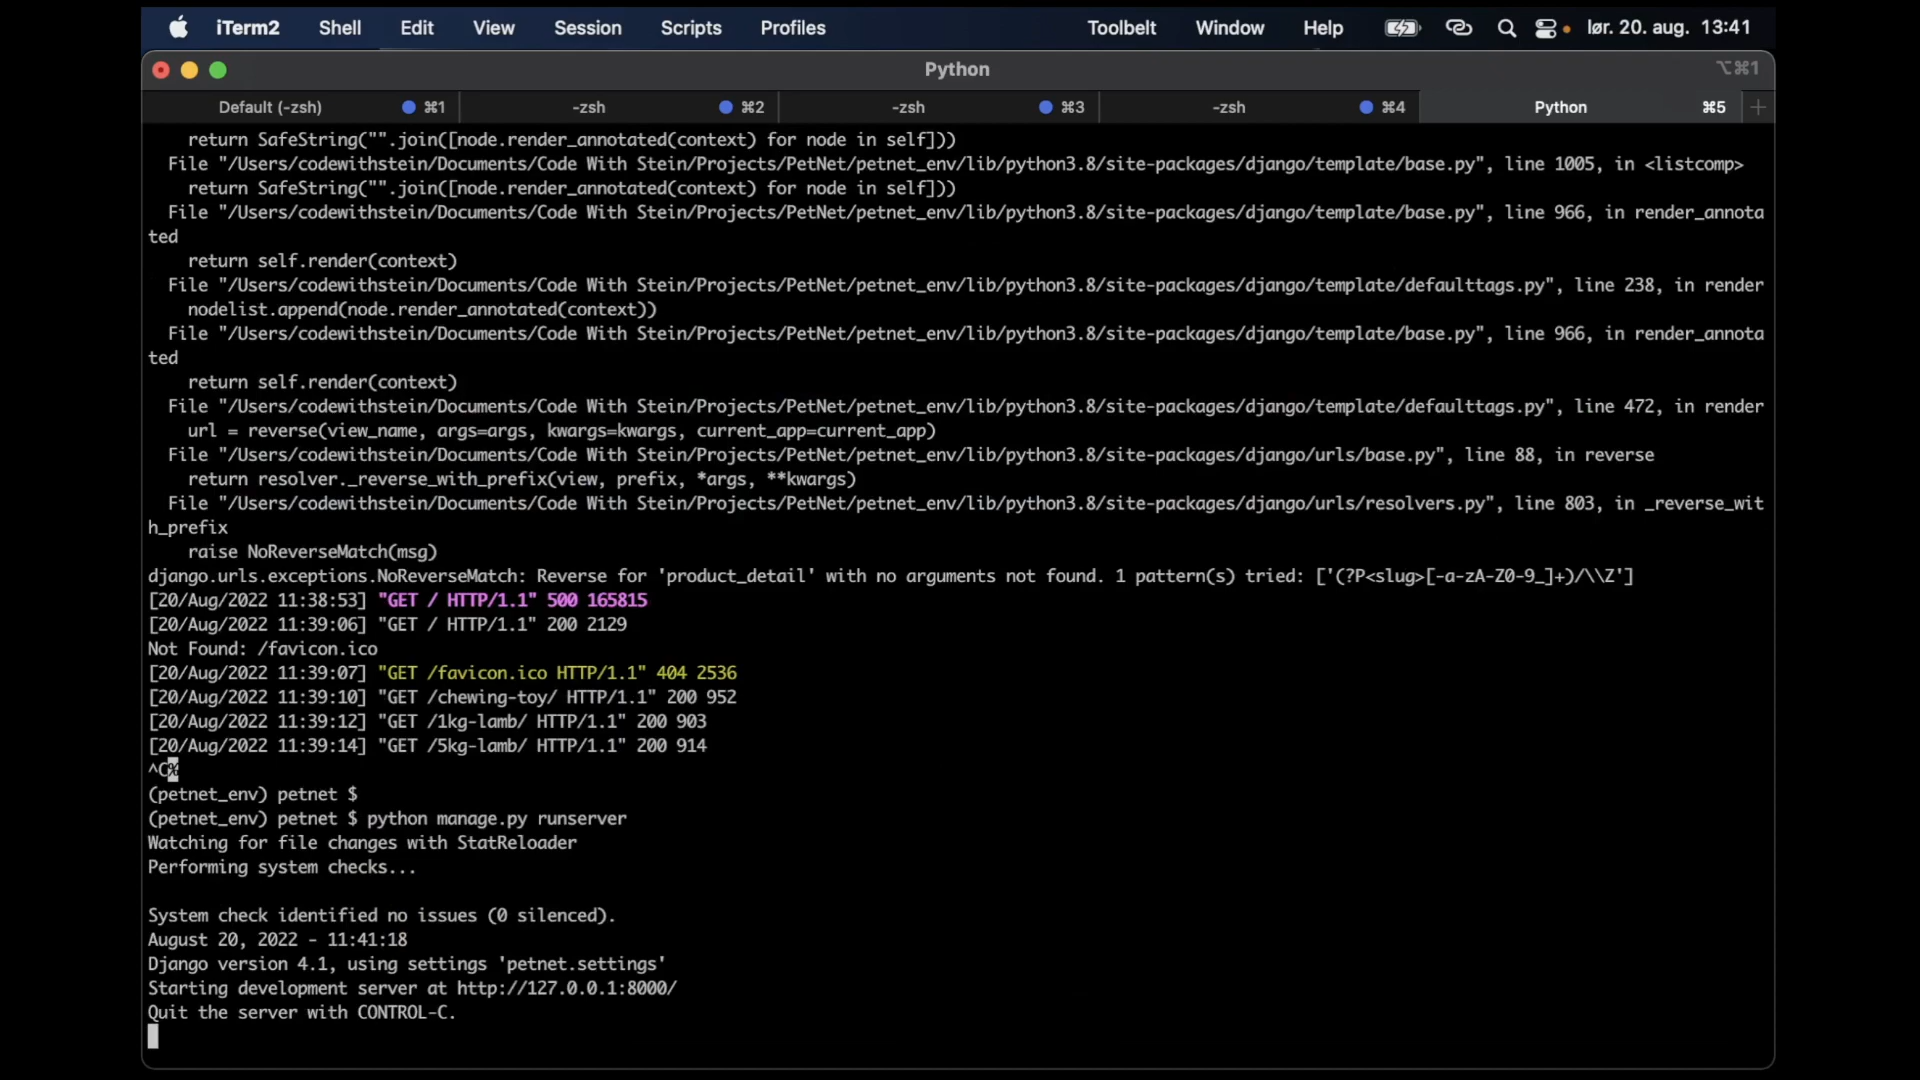 iTerm2 Shell Edit View Session Scripts Profiles Toolbelt Window Help lør. 20. aug. 13:41
Python ⌥⌘1
Default (-zsh) ⌘1 -zsh ⌘2 -zsh ⌘3 -zsh ⌘4 Python ⌘5 +
    return SafeString("".join([node.render_annotated(context) for node in self]))
  File "/Users/codewithstein/Documents/Code With Stein/Projects/PetNet/petnet_env/lib/python3.8/site-packages/django/template/base.py", line 1005, in <listcomp>
    return SafeString("".join([node.render_annotated(context) for node in self]))
  File "/Users/codewithstein/Documents/Code With Stein/Projects/PetNet/petnet_env/lib/python3.8/site-packages/django/template/base.py", line 966, in render_annota
ted
    return self.render(context)
  File "/Users/codewithstein/Documents/Code With Stein/Projects/PetNet/petnet_env/lib/python3.8/site-packages/django/template/defaulttags.py", line 238, in render
    nodelist.append(node.render_annotated(context))
  File "/Users/codewithstein/Documents/Code With Stein/Projects/PetNet/petnet_env/lib/python3.8/site-packages/django/template/base.py", line 966, in render_annota
ted
    return self.render(context)
  File "/Users/codewithstein/Documents/Code With Stein/Projects/PetNet/petnet_env/lib/python3.8/site-packages/django/template/defaulttags.py", line 472, in render
    url = reverse(view_name, args=args, kwargs=kwargs, current_app=current_app)
  File "/Users/codewithstein/Documents/Code With Stein/Projects/PetNet/petnet_env/lib/python3.8/site-packages/django/urls/base.py", line 88, in reverse
    return resolver._reverse_with_prefix(view, prefix, *args, **kwargs)
  File "/Users/codewithstein/Documents/Code With Stein/Projects/PetNet/petnet_env/lib/python3.8/site-packages/django/urls/resolvers.py", line 803, in _reverse_wit
h_prefix
    raise NoReverseMatch(msg)
django.urls.exceptions.NoReverseMatch: Reverse for 'product_detail' with no arguments not found. 1 pattern(s) tried: ['(?P<slug>[-a-zA-Z0-9_]+)/\\Z']
[20/Aug/2022 11:38:53] "GET / HTTP/1.1" 500 165815
[20/Aug/2022 11:39:06] "GET / HTTP/1.1" 200 2129
Not Found: /favicon.ico
[20/Aug/2022 11:39:07] "GET /favicon.ico HTTP/1.1" 404 2536
[20/Aug/2022 11:39:10] "GET /chewing-toy/ HTTP/1.1" 200 952
[20/Aug/2022 11:39:12] "GET /1kg-lamb/ HTTP/1.1" 200 903
[20/Aug/2022 11:39:14] "GET /5kg-lamb/ HTTP/1.1" 200 914
^C%
(petnet_env) petnet $
(petnet_env) petnet $ python manage.py runserver
Watching for file changes with StatReloader
Performing system checks...
System check identified no issues (0 silenced).
August 20, 2022 - 11:41:18
Django version 4.1, using settings 'petnet.settings'
Starting development server at http://127.0.0.1:8000/
Quit the server with CONTROL-C.